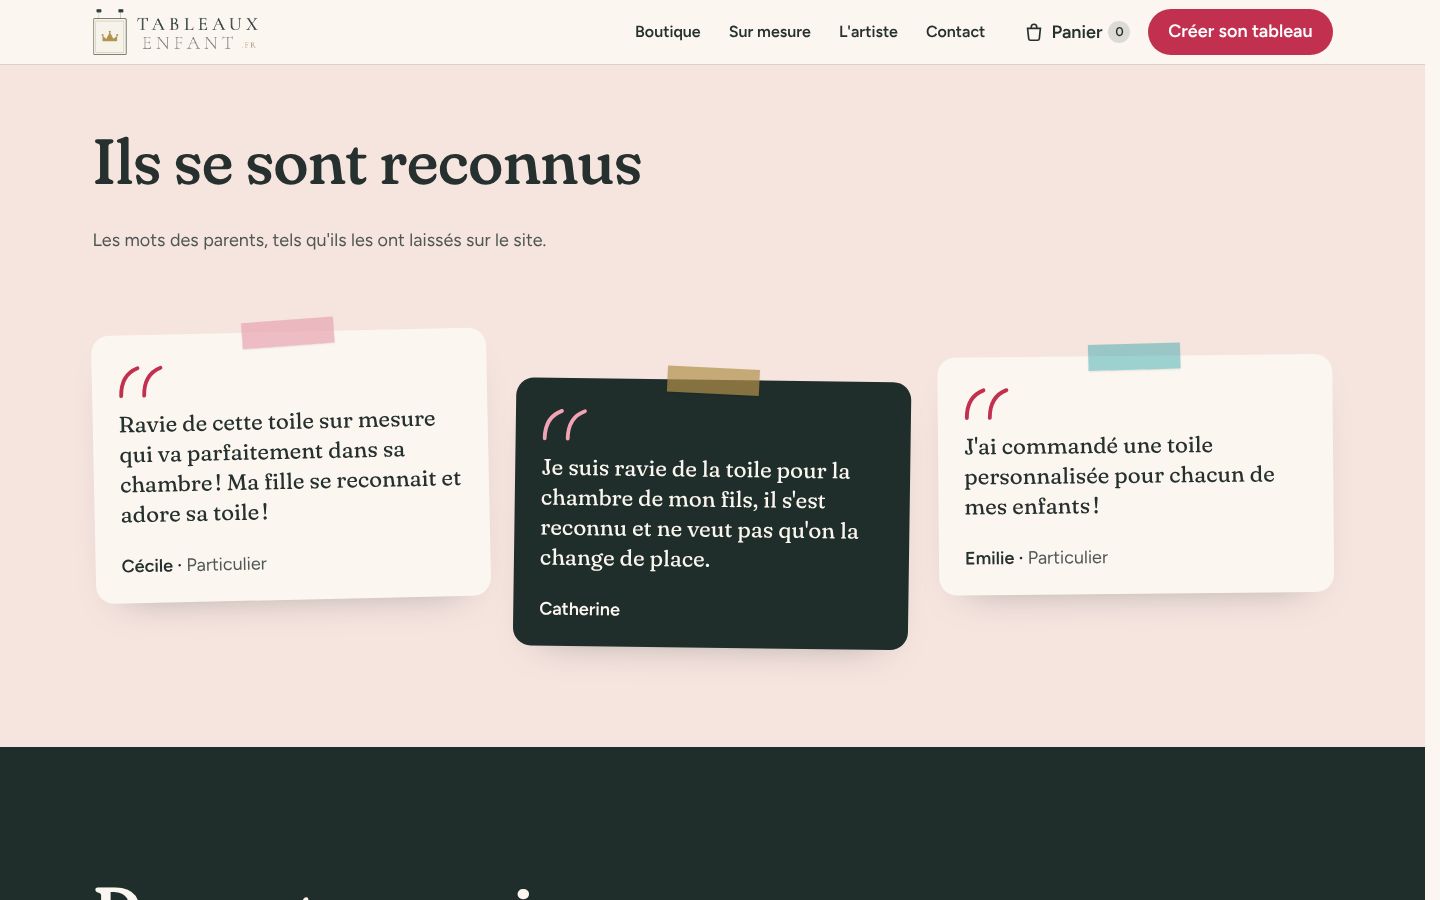 TABLEAUX
ENFANT .FR
Boutique
Sur mesure
L'artiste
Contact
Panier 0
Créer son tableau
Ils se sont reconnus
Les mots des parents, tels qu'ils les ont laissés sur le site.
Ravie de cette toile sur mesure
qui va parfaitement dans sa
chambre ! Ma fille se reconnait et
adore sa toile !
Cécile · Particulier
Je suis ravie de la toile pour la
chambre de mon fils, il s'est
reconnu et ne veut pas qu'on la
change de place.
Catherine
J'ai commandé une toile
personnalisée pour chacun de
mes enfants !
Emilie · Particulier